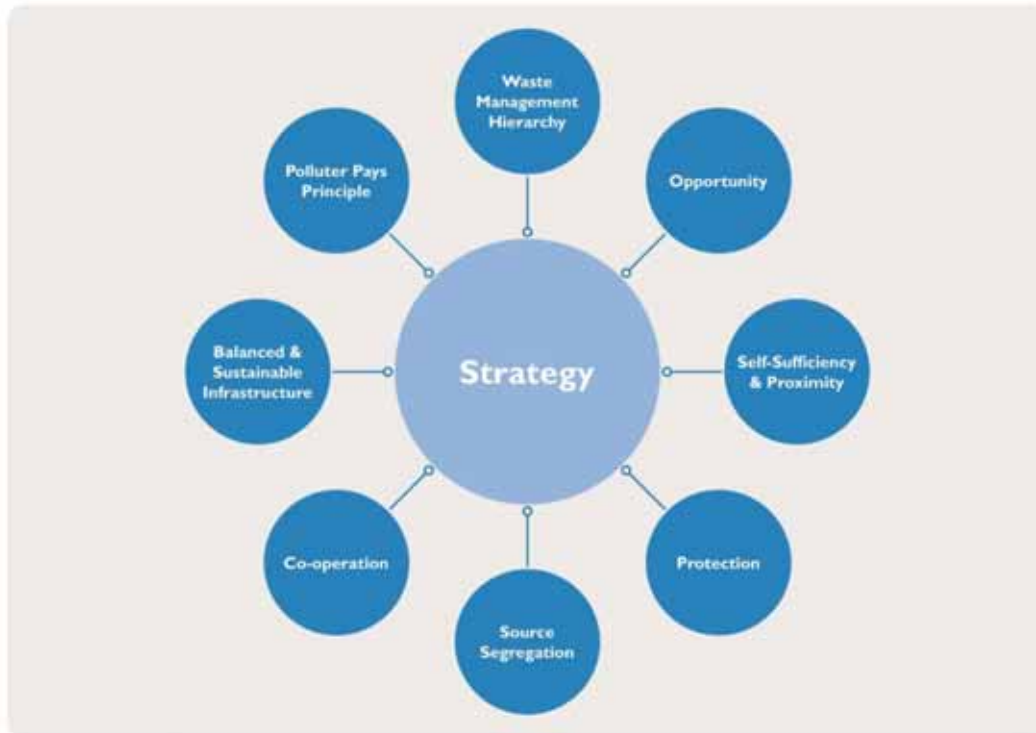 Waste
Management
Hierarchy
Opportunity
Self-Sufficiency
& Proximity
Protection
Source
Segregation
Co-operation
Balanced &
Sustainable
Infrastructure
Polluter Pays
Principle
Strategy